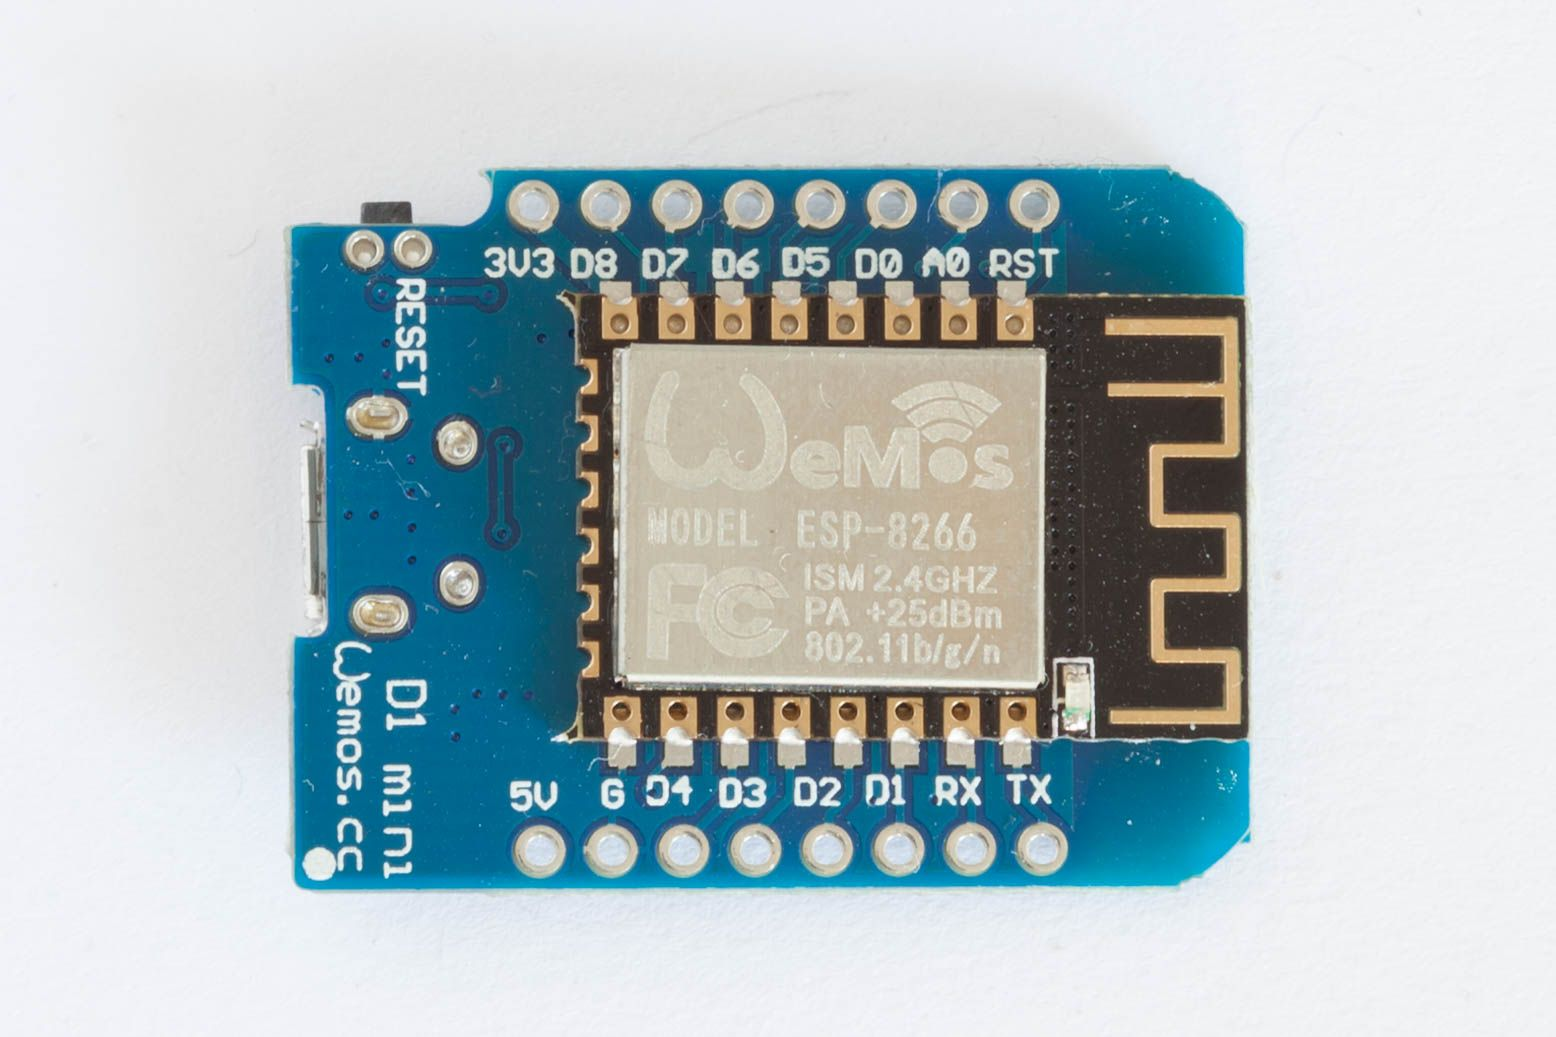 3V3 D8 D7 D6 D5 D0 A0 RST
RESET
WeMos
MODEL ESP-8266
FCC
ISM 2.4GHZ
PA +25dBm
802.11b/g/n
5V G D4 D3 D2 D1 RX TX
D1 mini
Wemos.cc